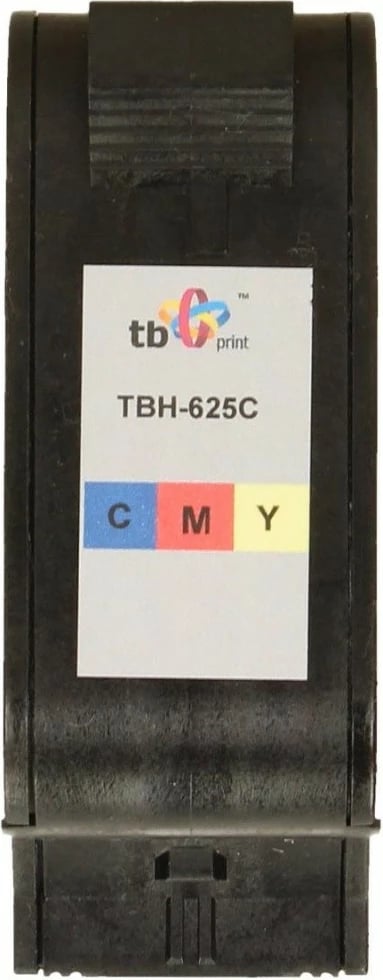 tb print ™
TBH-625C
C M Y